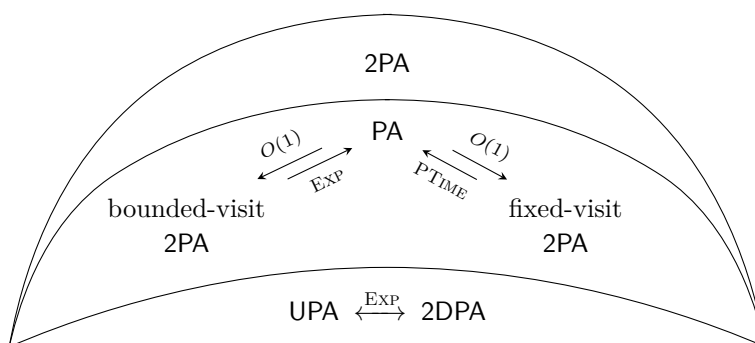 2PA
PA
O(1)
O(1)
EXP
PTIME
bounded-visit
2PA
fixed-visit
2PA
EXP
UPA ⟷ 2DPA